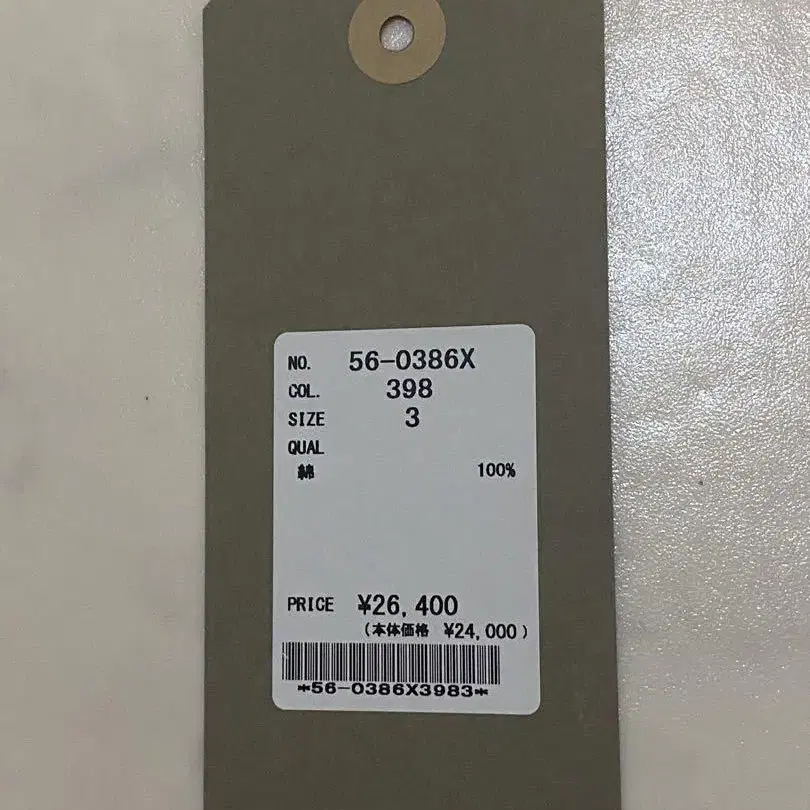 NO. 56-0386X
COL. 398
SIZE 3
QUAL
綿 100%
PRICE ¥26,400
(本体価格 ¥24,000)
*56-0386X3983*